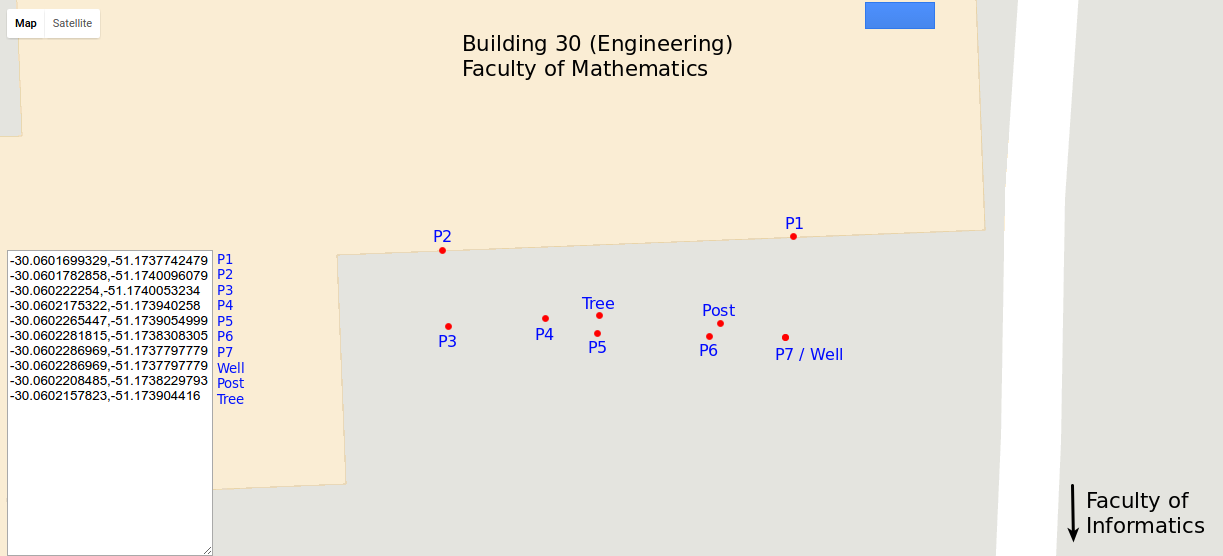 Map Satellite
Building 30 (Engineering)
Faculty of Mathematics
P1
P2
-30.0601699329,-51.1737742479 P1
-30.0601782858,-51.1740096079 P2
-30.060222254,-51.1740053234 P3
-30.0602175322,-51.173940258 P4
-30.0602265447,-51.1739054999 P5
-30.0602281815,-51.1738308305 P6
-30.0602286969,-51.1737797779 P7
-30.0602286969,-51.1737797779 Well
-30.0602208485,-51.1738229793 Post
-30.0602157823,-51.173904416 Tree
Tree
Post
P3
P4
P5
P6
P7 / Well
Faculty of
Informatics